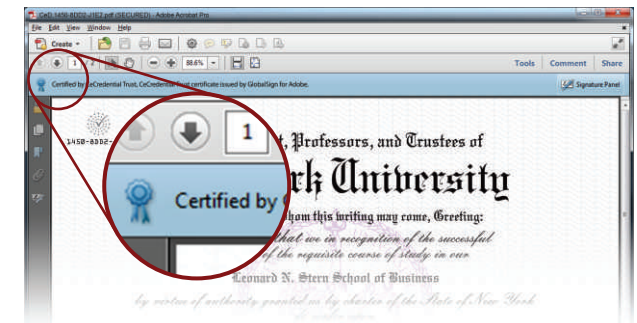 CeD 1450-8DD2-J1E2.pdf (SECURED) - Adobe Acrobat Pro
File Edit View Window Help
Create
1 / 88.6%
Tools Comment Share
Certified by CeCredential Trust, CeCredential Trust certificate issued by GlobalSign for Adobe.
Signature Panel
1450-8DD2-
1
Certified by
t, Professors, and Trustees of
rk University
hom this writing may come, Greeting:
that we in recognition of the successful
of the requisite course of study in our
Leonard N. Stern School of Business
by virtue of authority granted us by charter of the State of New York